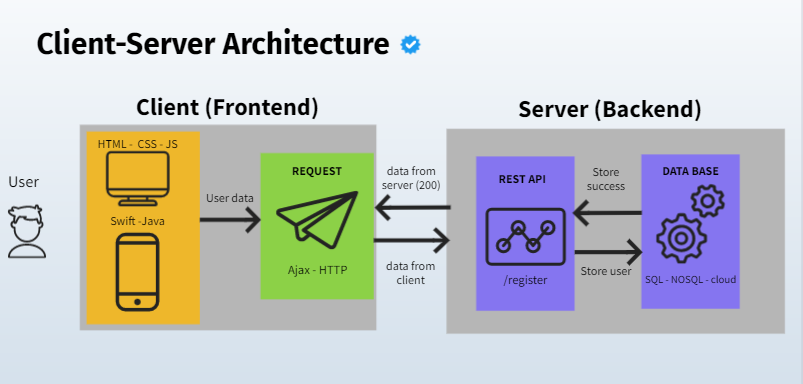 Client-Server Architecture
Client (Frontend)
Server (Backend)
User
HTML - CSS - JS
Swift -Java
User data
REQUEST
Ajax - HTTP
data from
server (200)
data from
client
REST API
/register
Store
success
Store user
DATA BASE
SQL - NOSQL - cloud